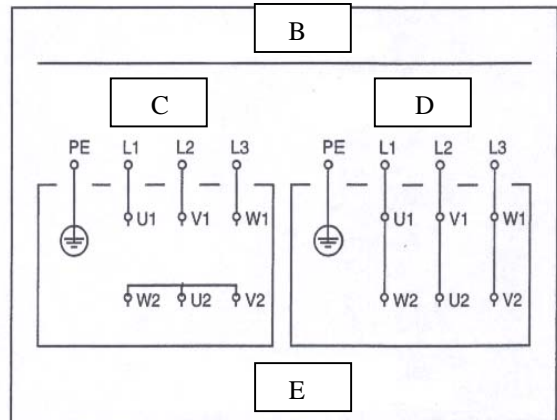 B
C D
PE L1 L2 L3 PE L1 L2 L3
U1 V1 W1 U1 V1 W1
W2 U2 V2 W2 U2 V2
E